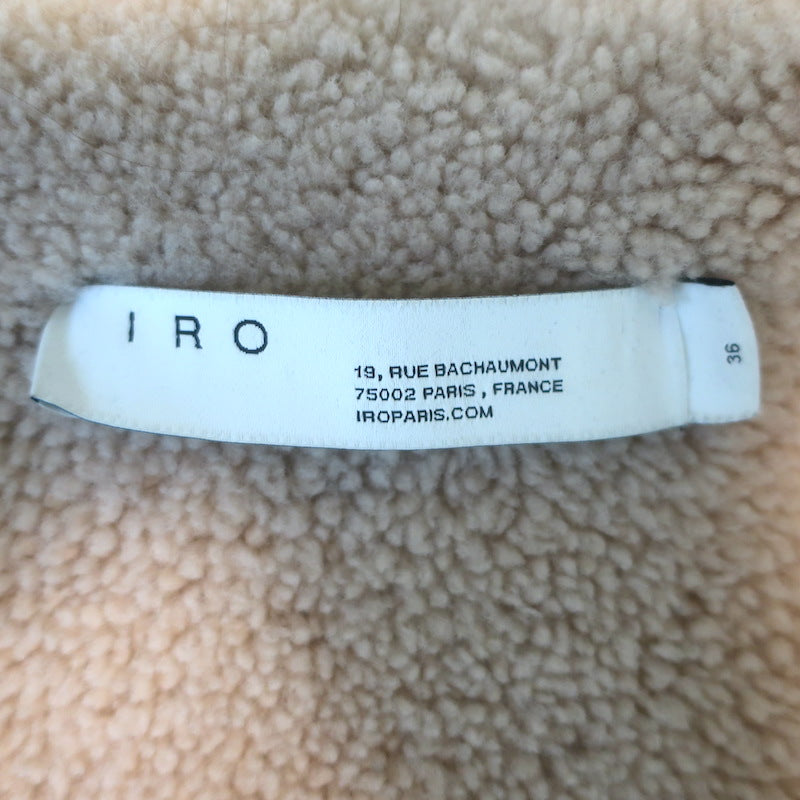 IRO
19, RUE BACHAUMONT
75002 PARIS, FRANCE
IROPARIS.COM
36